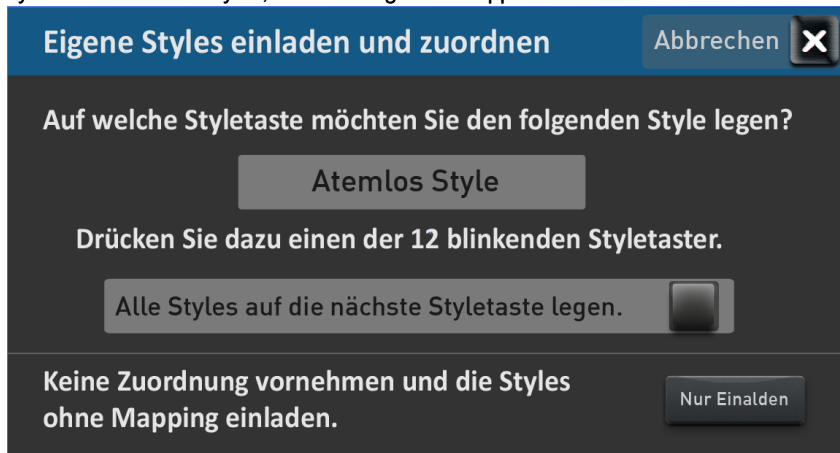 Eigene Styles einladen und zuordnen
Abbrechen
Auf welche Styletaste möchten Sie den folgenden Style legen?
Atemlos Style
Drücken Sie dazu einen der 12 blinkenden Styletaster.
Alle Styles auf die nächste Styletaste legen.
Keine Zuordnung vornehmen und die Styles
ohne Mapping einladen.
Nur Einalden